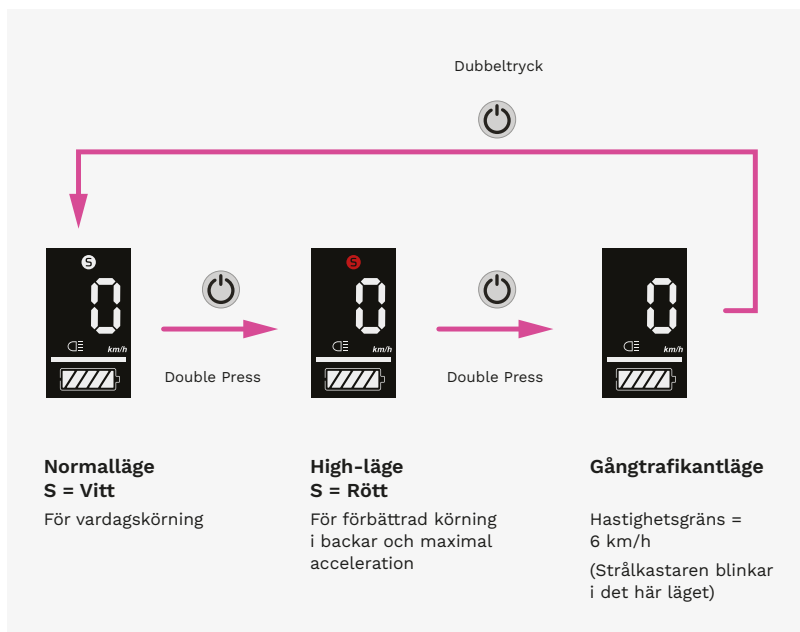 Dubbeltryck
S
0
km/h
Double Press
S
0
km/h
Double Press
0
km/h
Normalläge
S = Vitt
För vardagskörning
High-läge
S = Rött
För förbättrad körning
i backar och maximal
acceleration
Gångtrafikantläge
Hastighetsgräns =
6 km/h
(Strålkastaren blinkar
i det här läget)